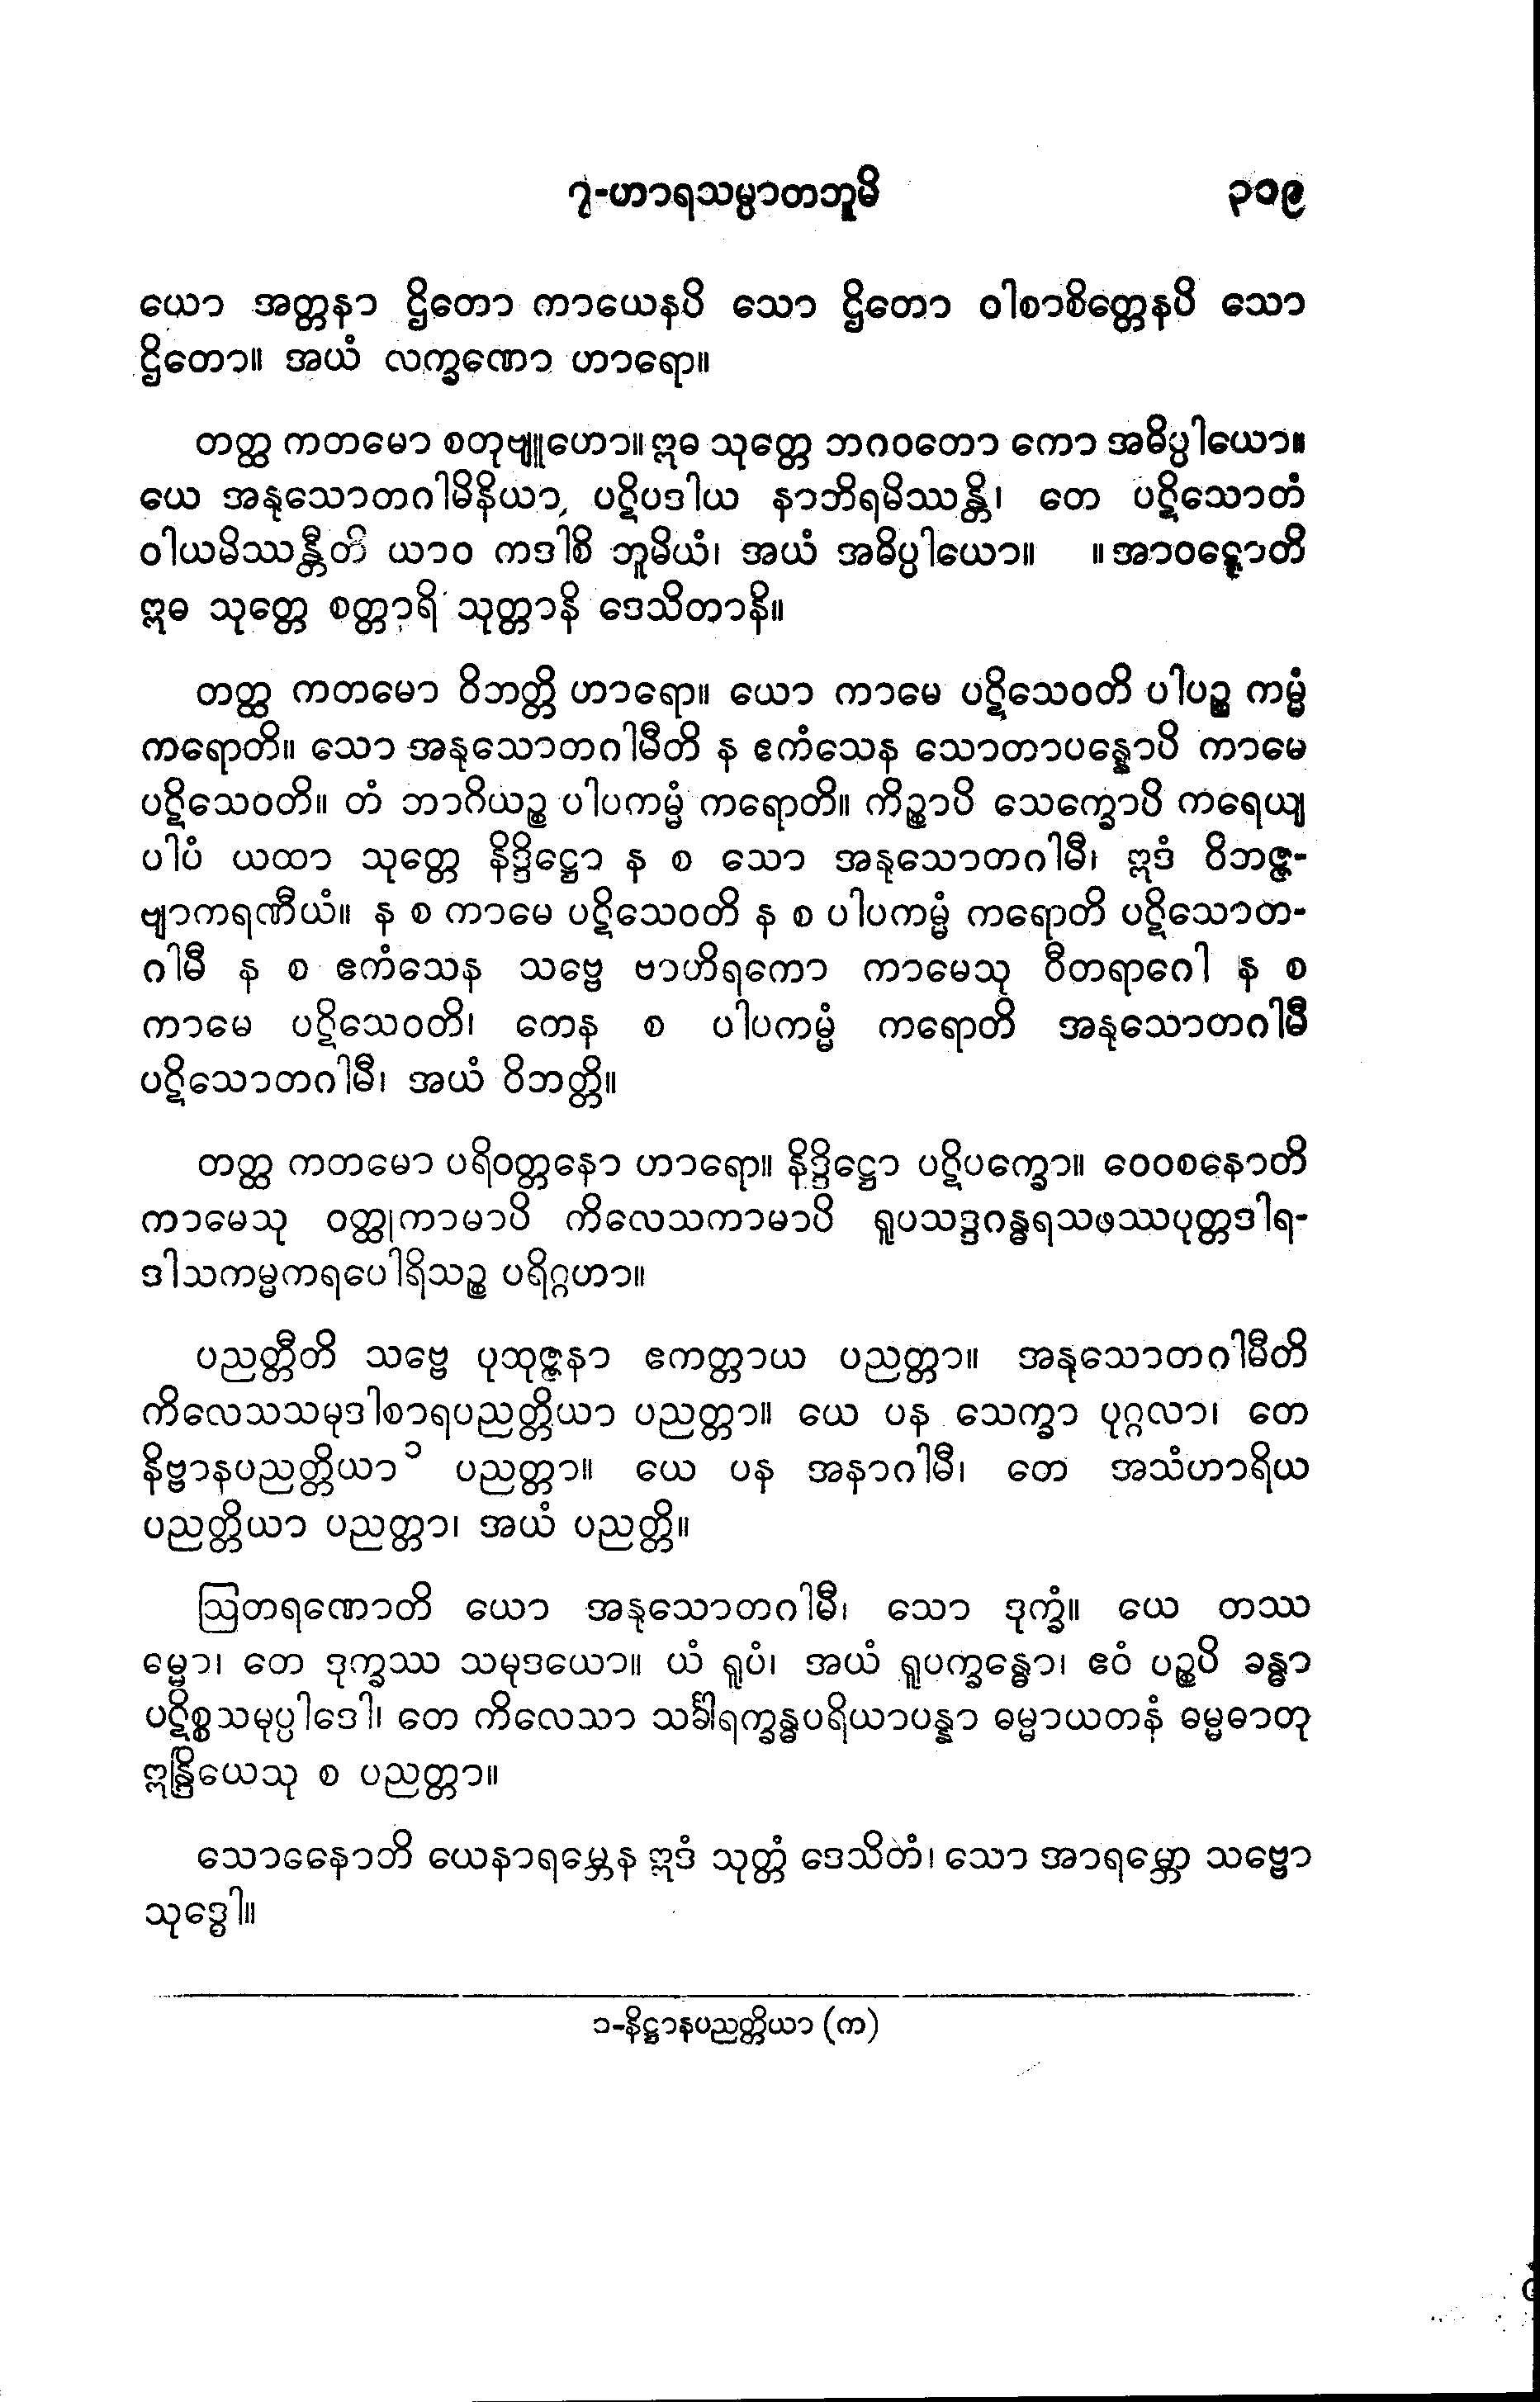 ၇-ဟာရသမ္ပာတဘူမိ ၃၁၉
ယော အတ္တနာ ဌိတော ကာယေနပိ သော ဌိတော ဝါစာစိတ္တေနပိ သော
ဌိတော။ အယံ လက္ခဏော ဟာရော။
တတ္ထ ကတမော စတုဗျူဟော။ ဣဓ သုတ္တေ ဘဂဝတော ကော အဓိပ္ပါယော။
ယေ အနုသောတဂါမိနိယာ, ပဋိပဒါယ နာဘိရမိဿန္တိ၊ တေ ပဋိသောတံ
ဝါယမိဿန္တီတိ ယာဝ ကဒါစိ ဘူမိယံ၊ အယံ အဓိပ္ပါယော။ ။ အာဝဋ္ဋောတိ
ဣဓ သုတ္တေ စတ္တာရိ သုတ္တာနိ ဒေသိတာနိ။
တတ္ထ ကတမော ဝိဘတ္တိ ဟာရော။ ယော ကာမေ ပဋိသေဝတိ ပါပဉ္စ ကမ္မံ
ကရောတိ။ သော အနုသောတဂါမီတိ န ဧကံသေန သောတာပန္နောပိ ကာမေ
ပဋိသေဝတိ။ တံ ဘာဂိယဉ္စ ပါပကမ္မံ ကရောတိ။ ကိဉ္စာပိ သေက္ခောပိ ကရေယျ
ပါပံ ယထာ သုတ္တေ နိဒ္ဒိဋ္ဌော န စ သော အနုသောတဂါမီ၊ ဣဒံ ဝိဘဇ္ဇ-
ဗျာကရဏီယံ။ န စ ကာမေ ပဋိသေဝတိ န စ ပါပကမ္မံ ကရောတိ ပဋိသောတ-
ဂါမီ န စ ဧကံသေန သဗ္ဗေ ဗာဟိရကော ကာမေသု ဝီတရာဂေါ န စ
ကာမေ ပဋိသေဝတိ၊ တေန စ ပါပကမ္မံ ကရောတိ အနုသောတဂါမီ
ပဋိသောတဂါမီ၊ အယံ ဝိဘတ္တိ။
တတ္ထ ကတမော ပရိဝတ္တနော ဟာရော။ နိဒ္ဒိဋ္ဌော ပဋိပက္ခော။ ဝေဝစနောတိ
ကာမေသု ဝတ္ထုကာမာပိ ကိလေသကာမာပိ ရူပသဒ္ဒဂန္ဓရသဖဿပုတ္တဒါရ-
ဒါသကမ္မကရပေါရိသဉ္စ ပရိဂ္ဂဟာ။
ပညတ္တီတိ သဗ္ဗေ ပုထုဇ္ဇနာ ဧကတ္တာယ ပညတ္တာ။ အနုသောတဂါမီတိ
ကိလေသသမုဒါစာရပညတ္တိယာ ပညတ္တာ။ ယေ ပန သေက္ခာ ပုဂ္ဂလာ၊ တေ
နိဗ္ဗာနပညတ္တိယာ၁ ပညတ္တာ။ ယေ ပန အနာဂါမီ၊ တေ အသံဟာရိယ
ပညတ္တိယာ ပညတ္တာ၊ အယံ ပညတ္တိ။
ဩတရဏောတိ ယော အနုသောတဂါမီ၊ သော ဒုက္ခံ။ ယေ တဿ
ဓမ္မော၊ တေ ဒုက္ခဿ သမုဒယော။ ယံ ရူပံ၊ အယံ ရူပက္ခန္ဓော၊ ဧဝံ ပဉ္စပိ ခန္ဓာ
ပဋိစ္စသမုပ္ပါဒေါ၊ တေ ကိလေသာ သင်္ခါရက္ခန္ဓပရိယာပန္နာ ဓမ္မာယတနံ ဓမ္မဓာတု
ဣန္ဒြိယေသု စ ပညတ္တာ။
သောဓနောတိ ယေနာရမ္ဘေန ဣဒံ သုတ္တံ ဒေသိတံ၊ သော အာရမ္ဘော သဗ္ဗော
သုဒ္ဓေါ။
၁-နိဋ္ဌာနပညတ္တိယာ (က)